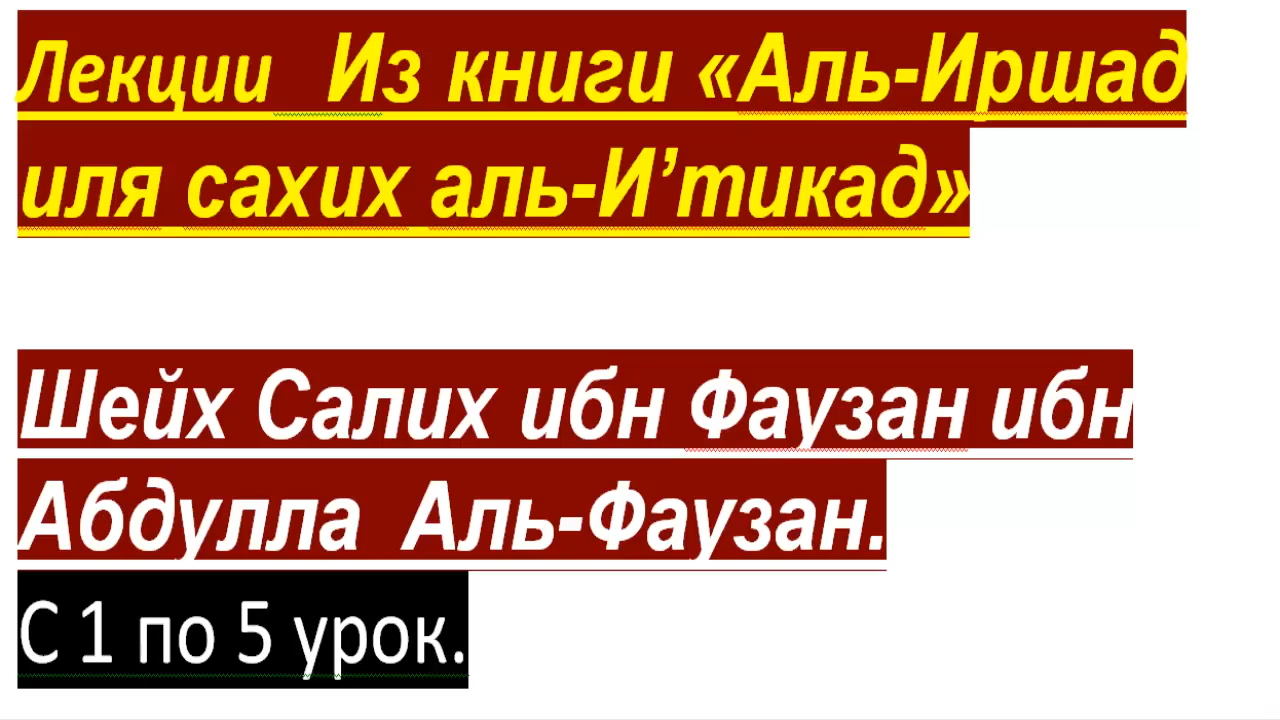 Лекции Из книги «Аль-Иршад
иля сахих аль-И’тикад»
Шейх Салих ибн Фаузан ибн
Абдулла Аль-Фаузан.
С 1 по 5 урок.